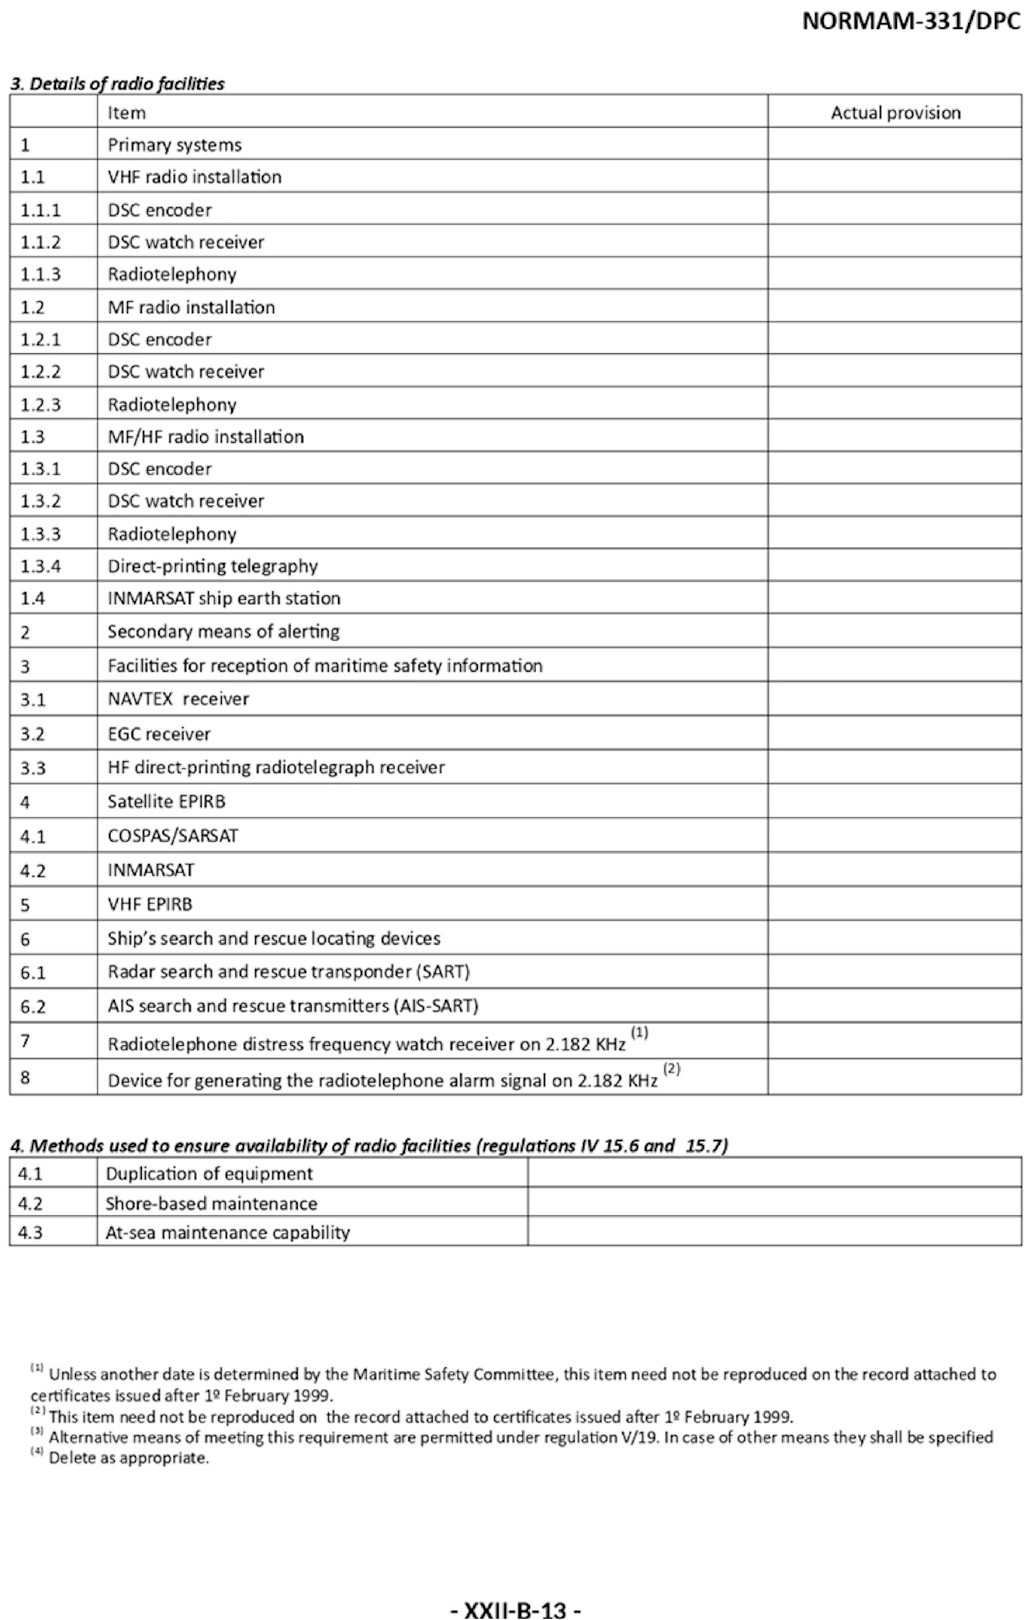 NORMAM-331/DPC
3. Details of radio facilities
Item Actual provision
1 Primary systems
1.1 VHF radio installation
1.1.1 DSC encoder
1.1.2 DSC watch receiver
1.1.3 Radiotelephony
1.2 MF radio installation
1.2.1 DSC encoder
1.2.2 DSC watch receiver
1.2.3 Radiotelephony
1.3 MF/HF radio installation
1.3.1 DSC encoder
1.3.2 DSC watch receiver
1.3.3 Radiotelephony
1.3.4 Direct-printing telegraphy
1.4 INMARSAT ship earth station
2 Secondary means of alerting
3 Facilities for reception of maritime safety information
3.1 NAVTEX receiver
3.2 EGC receiver
3.3 HF direct-printing radiotelegraph receiver
4 Satellite EPIRB
4.1 COSPAS/SARSAT
4.2 INMARSAT
5 VHF EPIRB
6 Ship’s search and rescue locating devices
6.1 Radar search and rescue transponder (SART)
6.2 AIS search and rescue transmitters (AIS-SART)
7 Radiotelephone distress frequency watch receiver on 2.182 KHz (1)
8 Device for generating the radiotelephone alarm signal on 2.182 KHz (2)
4. Methods used to ensure availability of radio facilities (regulations IV 15.6 and 15.7)
4.1 Duplication of equipment
4.2 Shore-based maintenance
4.3 At-sea maintenance capability
(1) Unless another date is determined by the Maritime Safety Committee, this item need not be reproduced on the record attached to
certificates issued after 1º February 1999.
(2) This item need not be reproduced on the record attached to certificates issued after 1º February 1999.
(3) Alternative means of meeting this requirement are permitted under regulation V/19. In case of other means they shall be specified
(4) Delete as appropriate.
- XXII-B-13 -